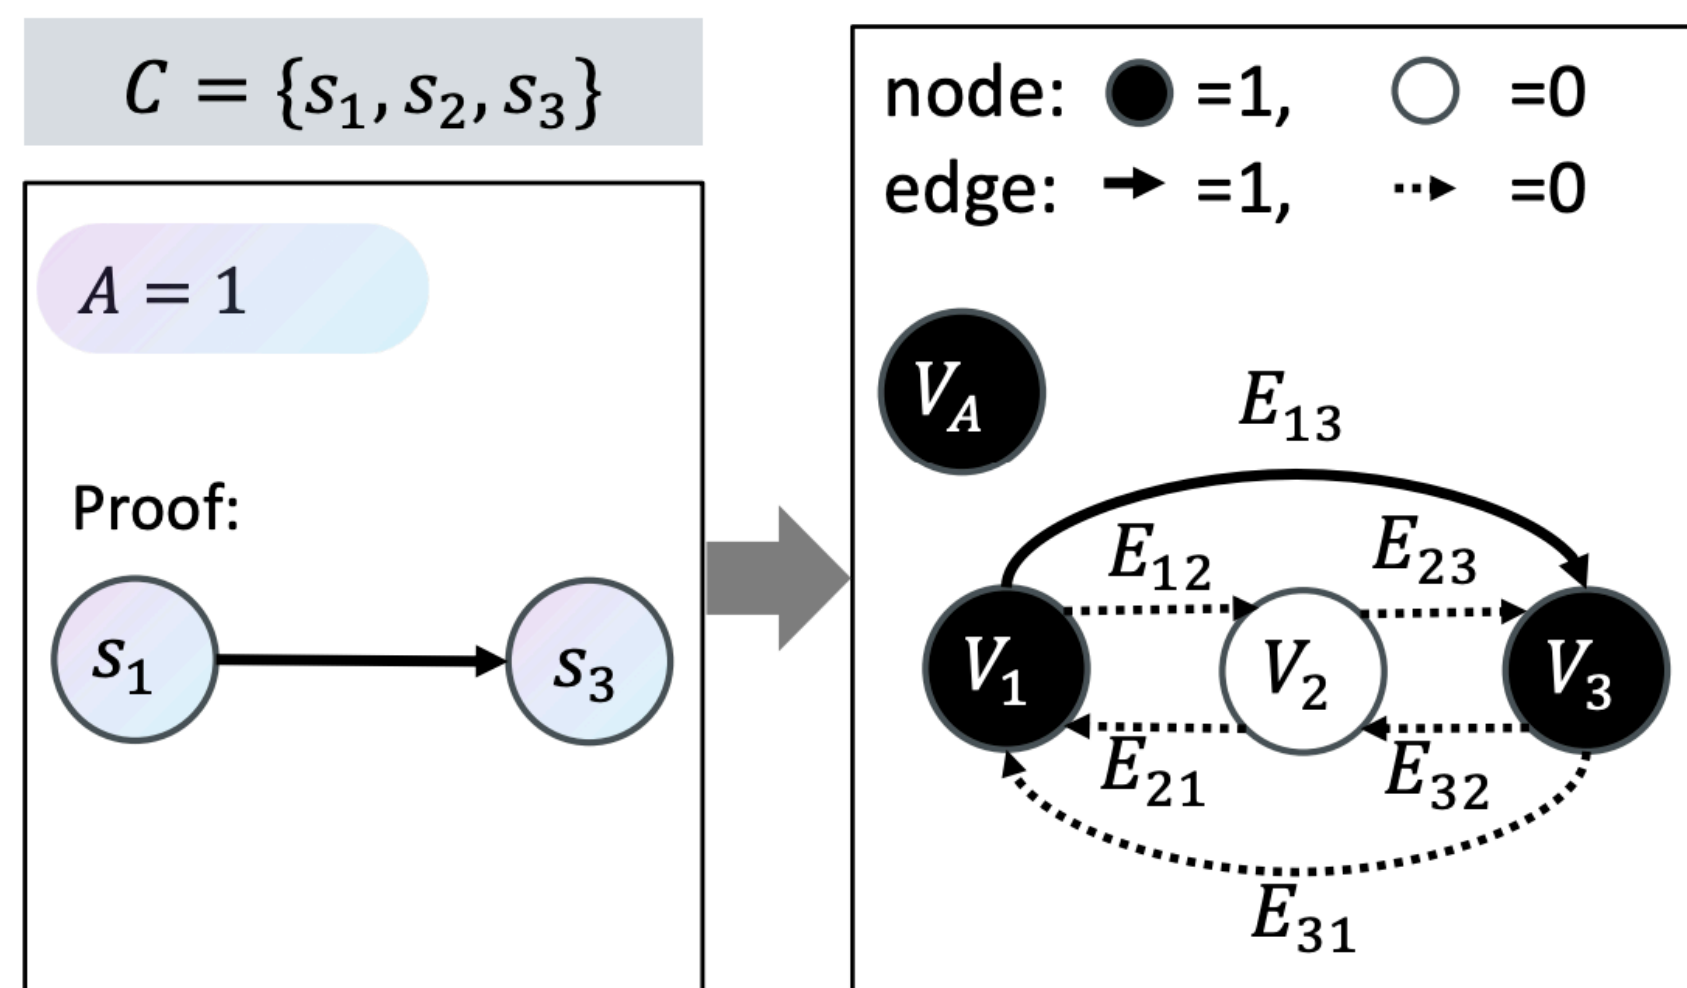 C = {s₁, s₂, s₃}
A = 1
Proof:
s₁
s₃
node: =1, =0
edge: =1, =0
V_A
E₁₃
E₁₂
E₂₃
V₁
V₂
V₃
E₂₁
E₃₂
E₃₁